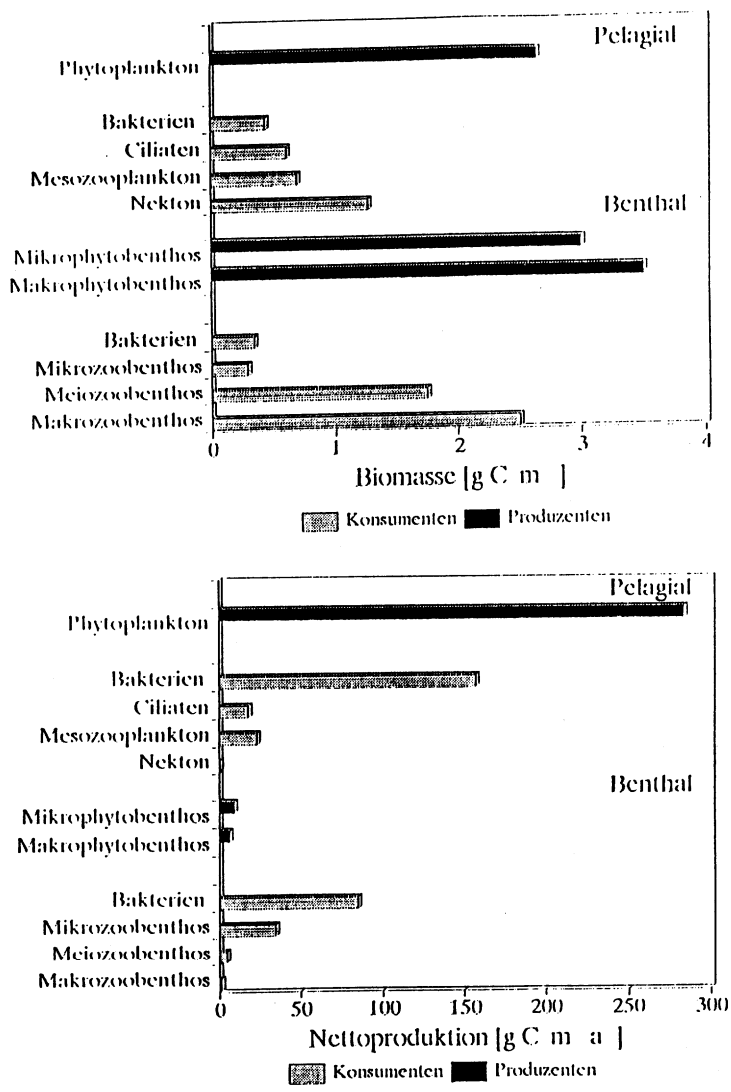 Pelagial
Phytoplankton
Bakterien
Ciliaten
Mesozooplankton
Nekton
Benthal
Mikrophytobenthos
Makrophytobenthos
Bakterien
Mikrozoobenthos
Meiozoobenthos
Makrozoobenthos
0 1 2 3 4
Biomasse [g C m ]
Konsumenten Produzenten
Pelagial
Phytoplankton
Bakterien
Ciliaten
Mesozooplankton
Nekton
Benthal
Mikrophytobenthos
Makrophytobenthos
Bakterien
Mikrozoobenthos
Meiozoobenthos
Makrozoobenthos
0 50 100 150 200 250 300
Nettoproduktion [g C m a ]
Konsumenten Produzenten